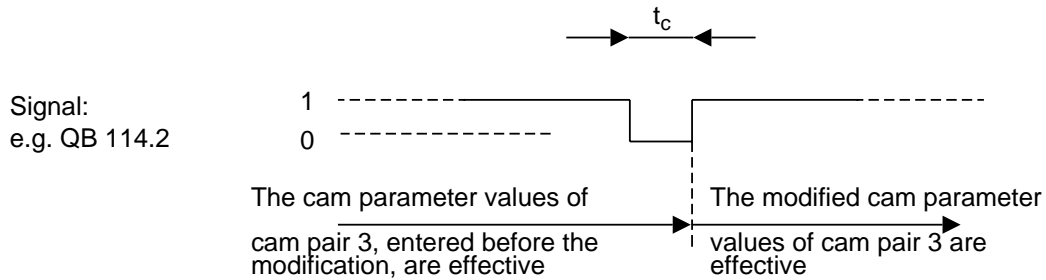 t_c
Signal:
e.g. QB 114.2
1
0
The cam parameter values of
cam pair 3, entered before the
modification, are effective
The modified cam parameter
values of cam pair 3 are
effective